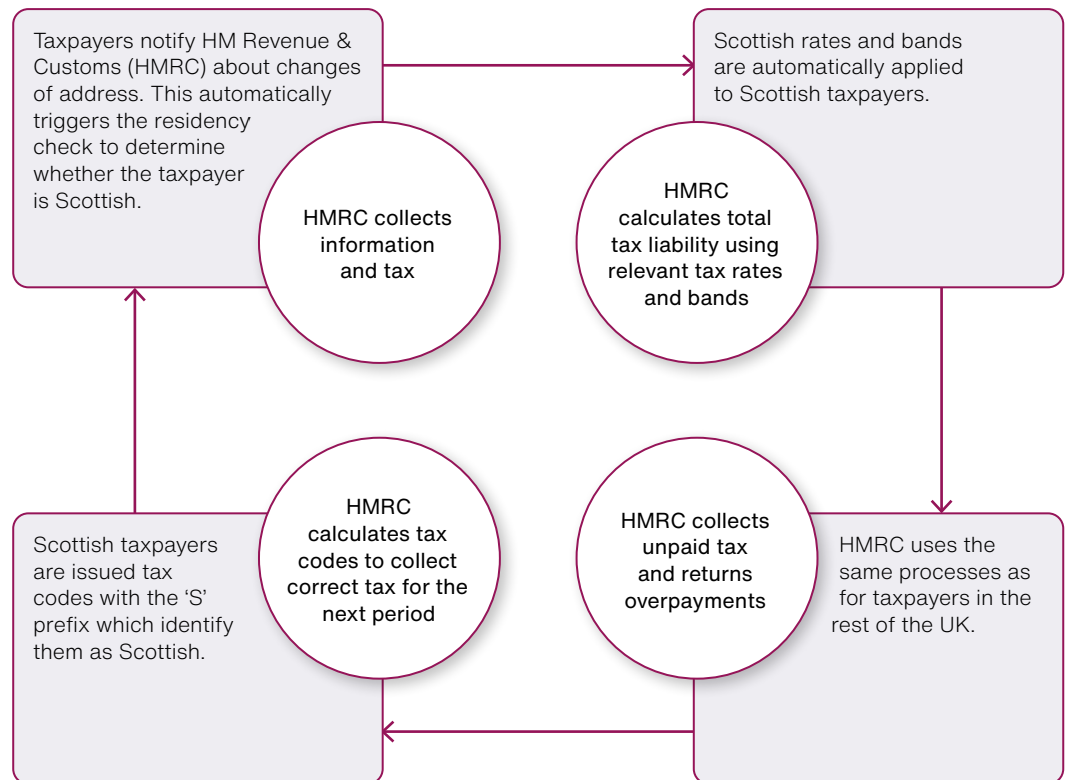 Taxpayers notify HM Revenue &
Customs (HMRC) about changes
of address. This automatically
triggers the residency
check to determine
whether the taxpayer
is Scottish.
HMRC collects
information
and tax
Scottish rates and bands
are automatically applied
to Scottish taxpayers.
HMRC
calculates total
tax liability using
relevant tax rates
and bands
HMRC uses the
same processes as
for taxpayers in the
rest of the UK.
HMRC collects
unpaid tax
and returns
overpayments
Scottish taxpayers
are issued tax
codes with the ‘S’
prefix which identify
them as Scottish.
HMRC
calculates tax
codes to collect
correct tax for the
next period